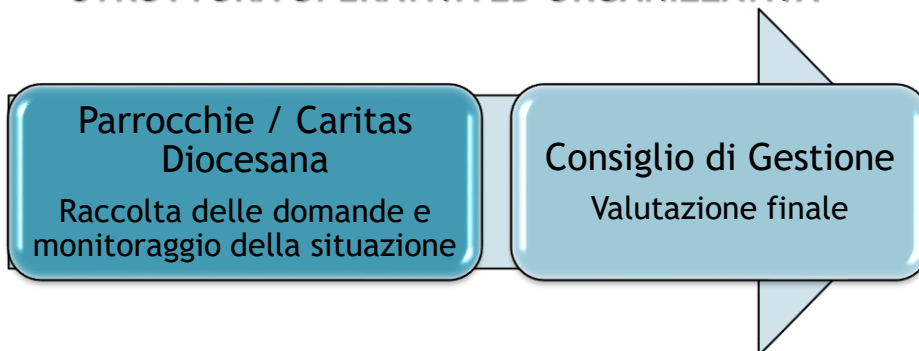 Parrocchie / Caritas
Diocesana
Raccolta delle domande e
monitoraggio della situazione
Consiglio di Gestione
Valutazione finale